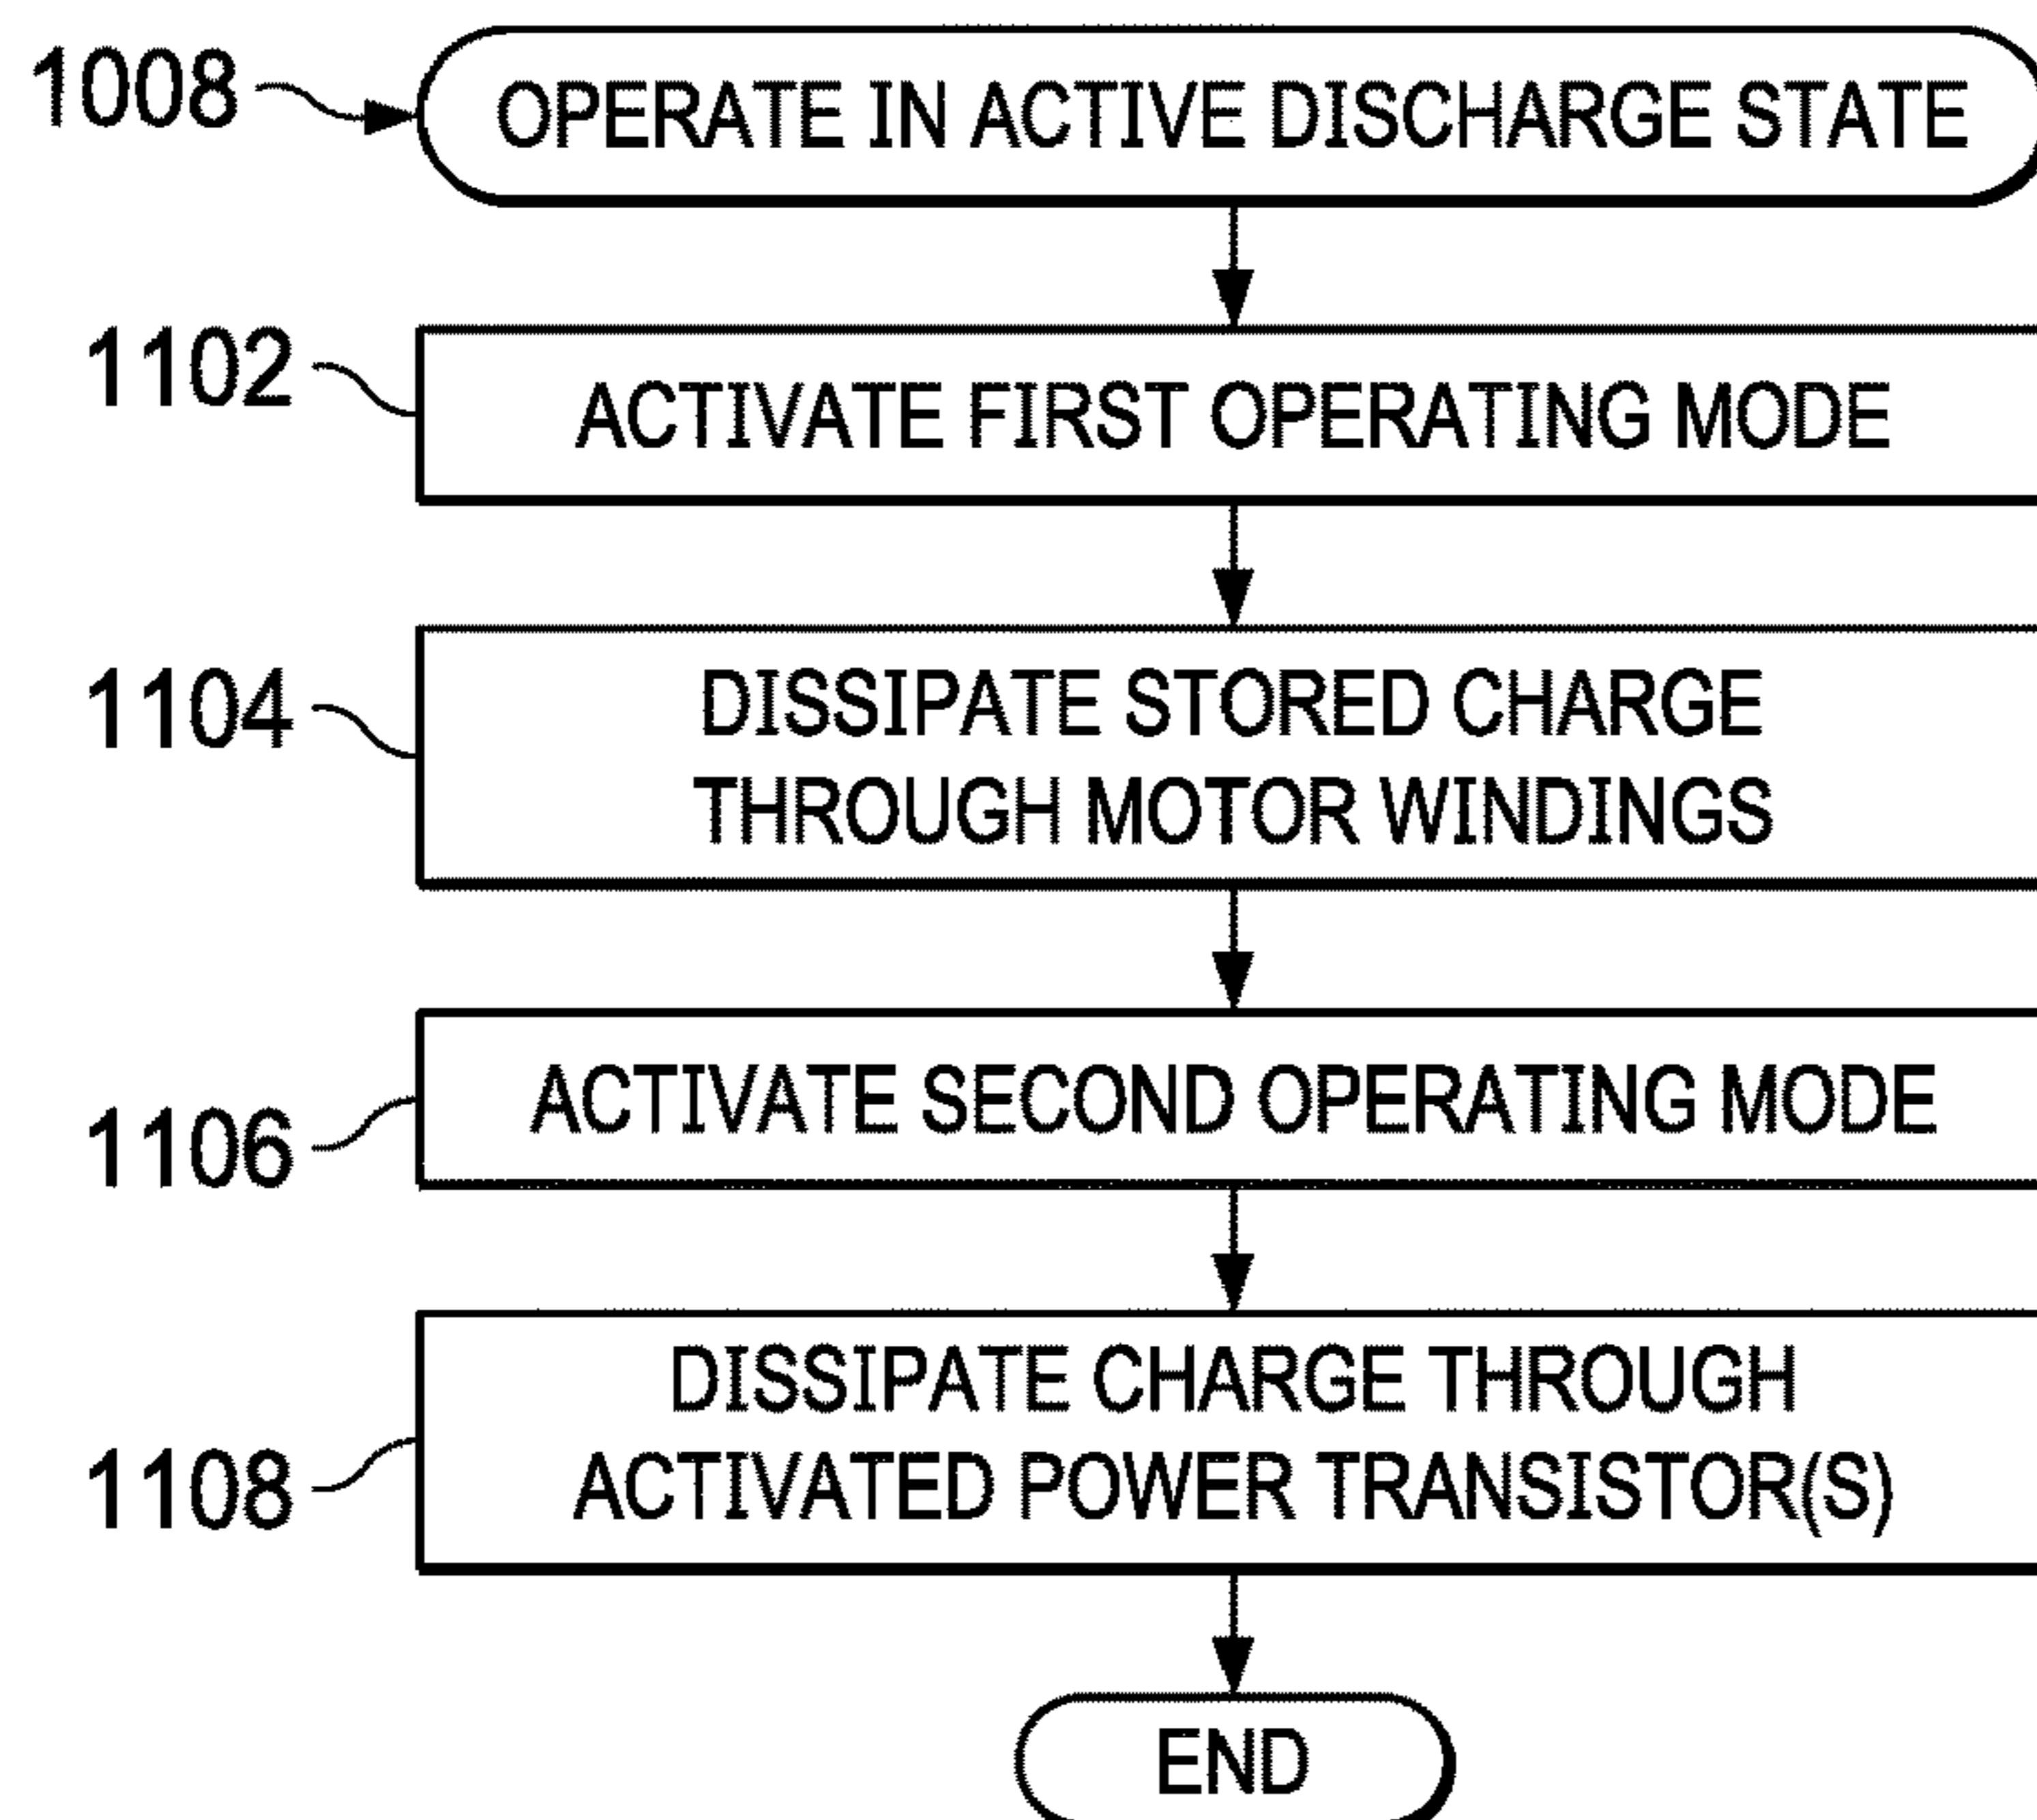 1008
OPERATE IN ACTIVE DISCHARGE STATE
1102
ACTIVATE FIRST OPERATING MODE
1104
DISSIPATE STORED CHARGE
THROUGH MOTOR WINDINGS
1106
ACTIVATE SECOND OPERATING MODE
1108
DISSIPATE CHARGE THROUGH
ACTIVATED POWER TRANSISTOR(S)
END